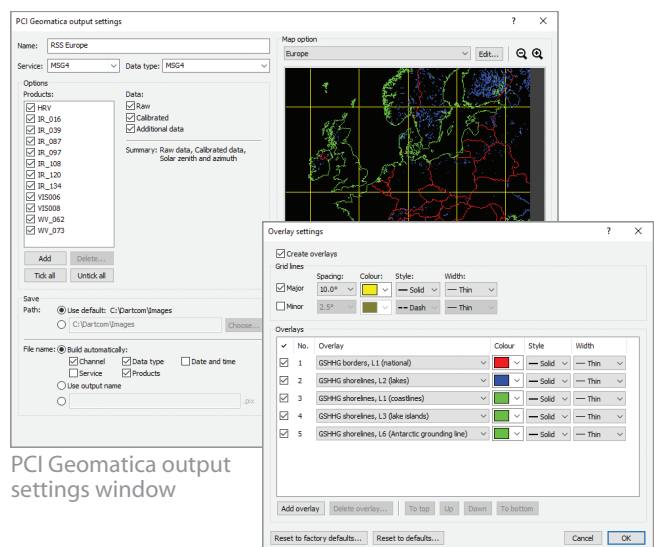 PCI Geomatica output settings ? ×
Name: RSS Europe
Service: MSG4 Data type: MSG4
Options
Products:
HRV
IR_016
IR_039
IR_087
IR_097
IR_108
IR_120
IR_134
VIS006
VIS008
WV_062
WV_073
Add Delete...
Tick all Untick all
Data:
Raw
Calibrated
Additional data
Summary: Raw data, Calibrated data,
Solar zenith and azimuth
Map option
Europe Edit...
Save
Path: Use default: C:\Dartcom\Images
C:\Dartcom\Images Choose...
File name: Build automatically:
Channel Data type Date and time
Service Products
Use output name
.pix
PCI Geomatica output
settings window
Overlay settings ? ×
Create overlays
Grid lines
Spacing: Colour: Style: Width:
Major 10.0° Solid Thin
Minor 2.5° Dash Thin
Overlays
No. Overlay Colour Style Width
1 GSHHG borders, L1 (national) Solid Thin
2 GSHHG shorelines, L2 (lakes) Solid Thin
3 GSHHG shorelines, L1 (coastlines) Solid Thin
4 GSHHG shorelines, L3 (lake islands) Solid Thin
5 GSHHG shorelines, L6 (Antarctic grounding line) Solid Thin
Add overlay Delete overlay... To top Up Down To bottom
Reset to factory defaults... Reset to defaults... Cancel OK